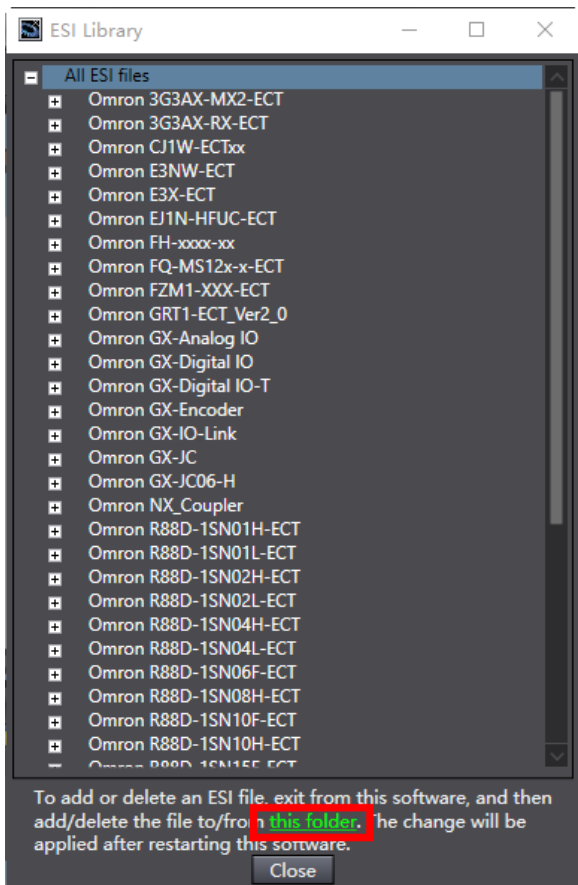 ESI Library
All ESI files
Omron 3G3AX-MX2-ECT
Omron 3G3AX-RX-ECT
Omron CJ1W-ECTxx
Omron E3NW-ECT
Omron E3X-ECT
Omron EJ1N-HFUC-ECT
Omron FH-xxxx-xx
Omron FQ-MS12x-x-ECT
Omron FZM1-XXX-ECT
Omron GRT1-ECT_Ver2_0
Omron GX-Analog IO
Omron GX-Digital IO
Omron GX-Digital IO-T
Omron GX-Encoder
Omron GX-IO-Link
Omron GX-JC
Omron GX-JC06-H
Omron NX_Coupler
Omron R88D-1SN01H-ECT
Omron R88D-1SN01L-ECT
Omron R88D-1SN02H-ECT
Omron R88D-1SN02L-ECT
Omron R88D-1SN04H-ECT
Omron R88D-1SN04L-ECT
Omron R88D-1SN06F-ECT
Omron R88D-1SN08H-ECT
Omron R88D-1SN10F-ECT
Omron R88D-1SN10H-ECT
To add or delete an ESI file, exit from this software, and then
add/delete the file to/from this folder. The change will be
applied after restarting this software.
Close